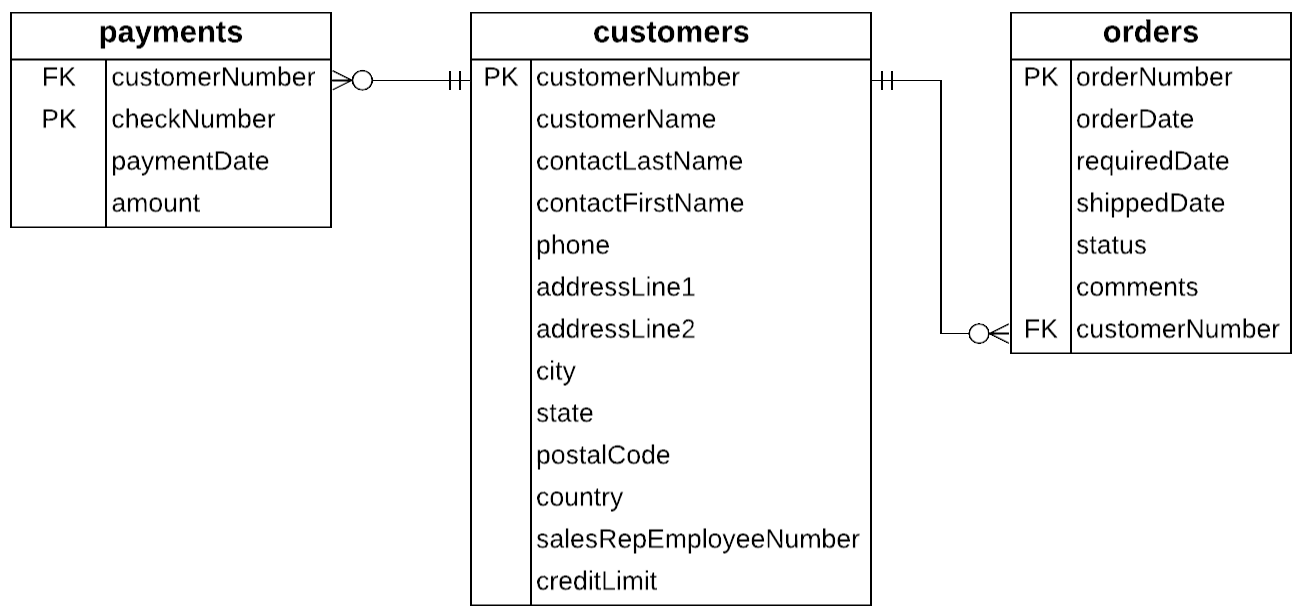 payments
FK customerNumber
PK checkNumber
paymentDate
amount
customers
PK customerNumber
customerName
contactLastName
contactFirstName
phone
addressLine1
addressLine2
city
state
postalCode
country
salesRepEmployeeNumber
creditLimit
orders
PK orderNumber
orderDate
requiredDate
shippedDate
status
comments
FK customerNumber